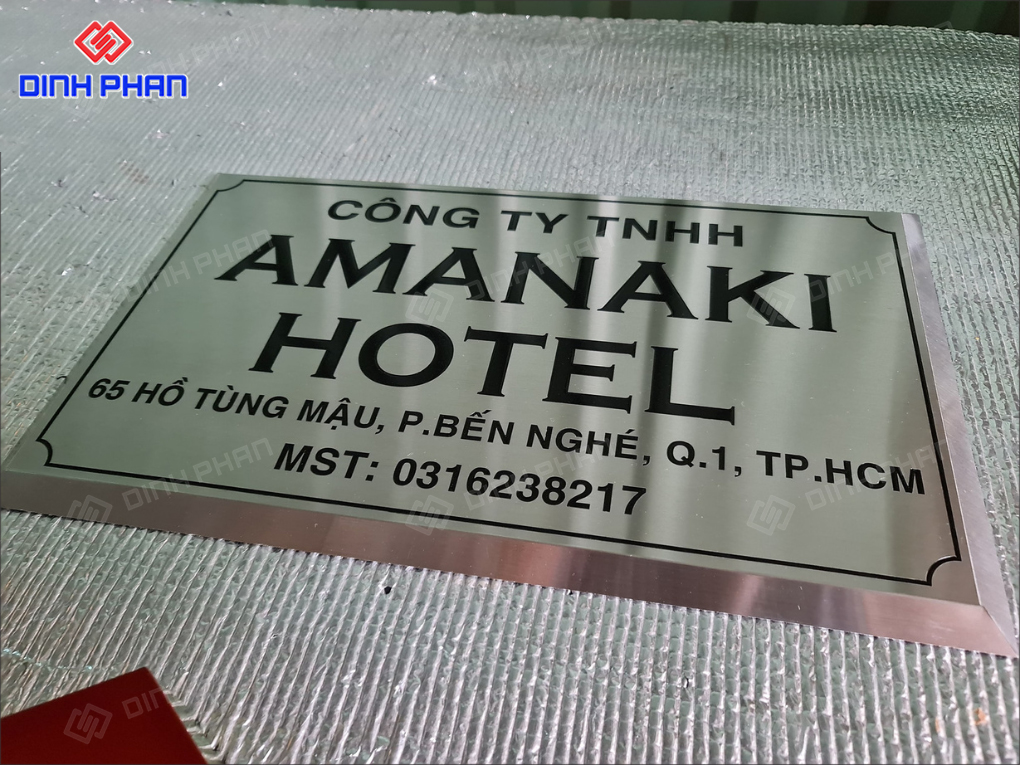 DINH PHAN
CÔNG TY TNHH
AMANAKI
HOTEL
65 HỒ TÙNG MẬU, P.BẾN NGHÉ, Q.1, TP.HCM
MST: 0316238217